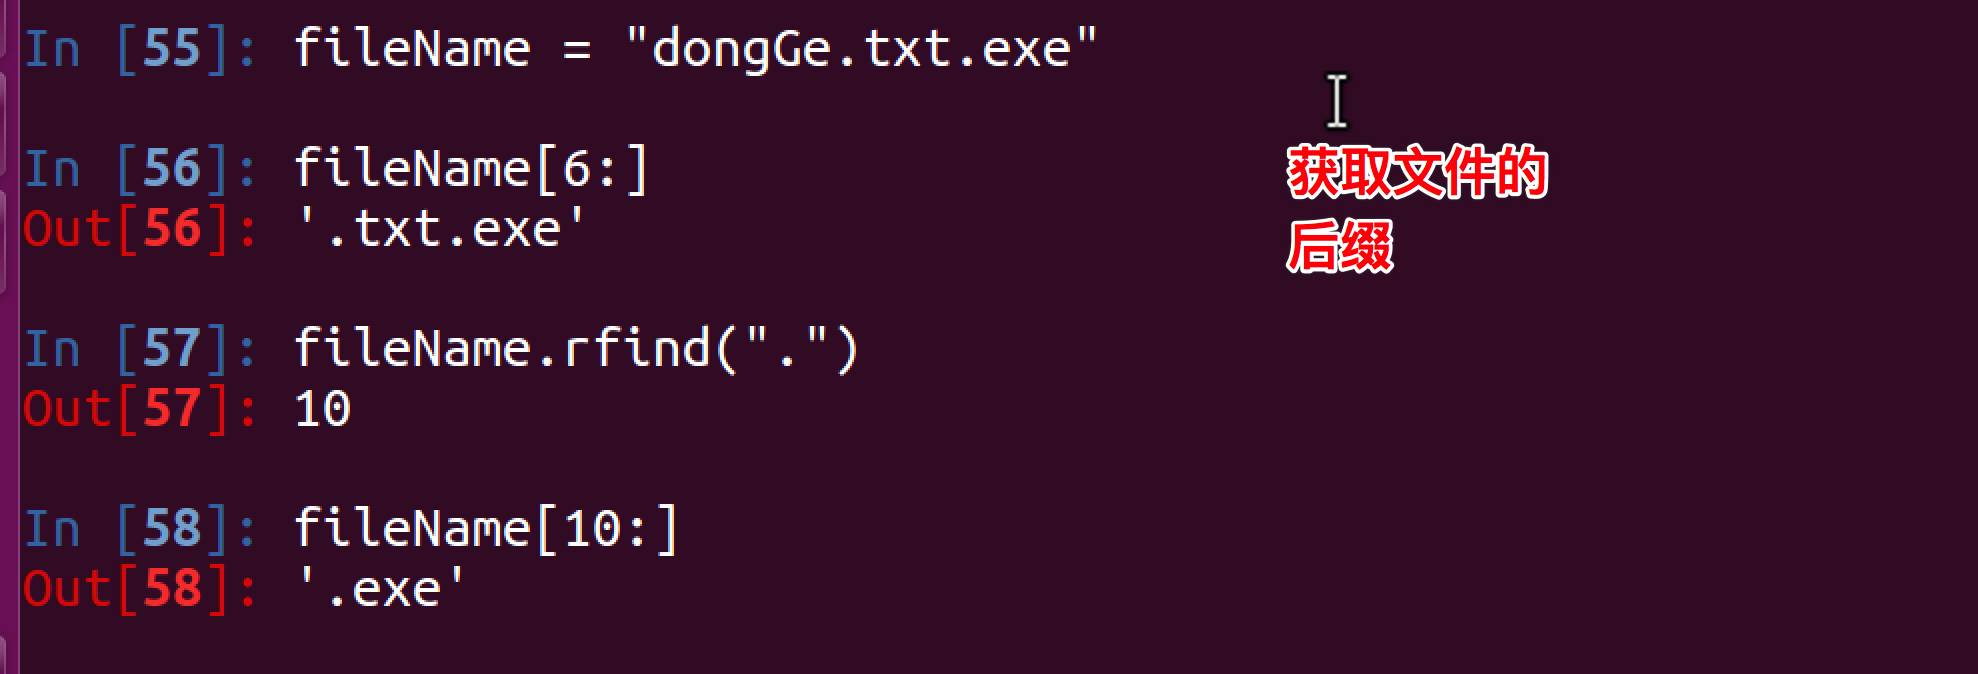 In [55]: fileName = "dongGe.txt.exe"
In [56]: fileName[6:]
Out[56]: '.txt.exe'
获取文件的
后缀
In [57]: fileName.rfind(".")
Out[57]: 10
In [58]: fileName[10:]
Out[58]: '.exe'